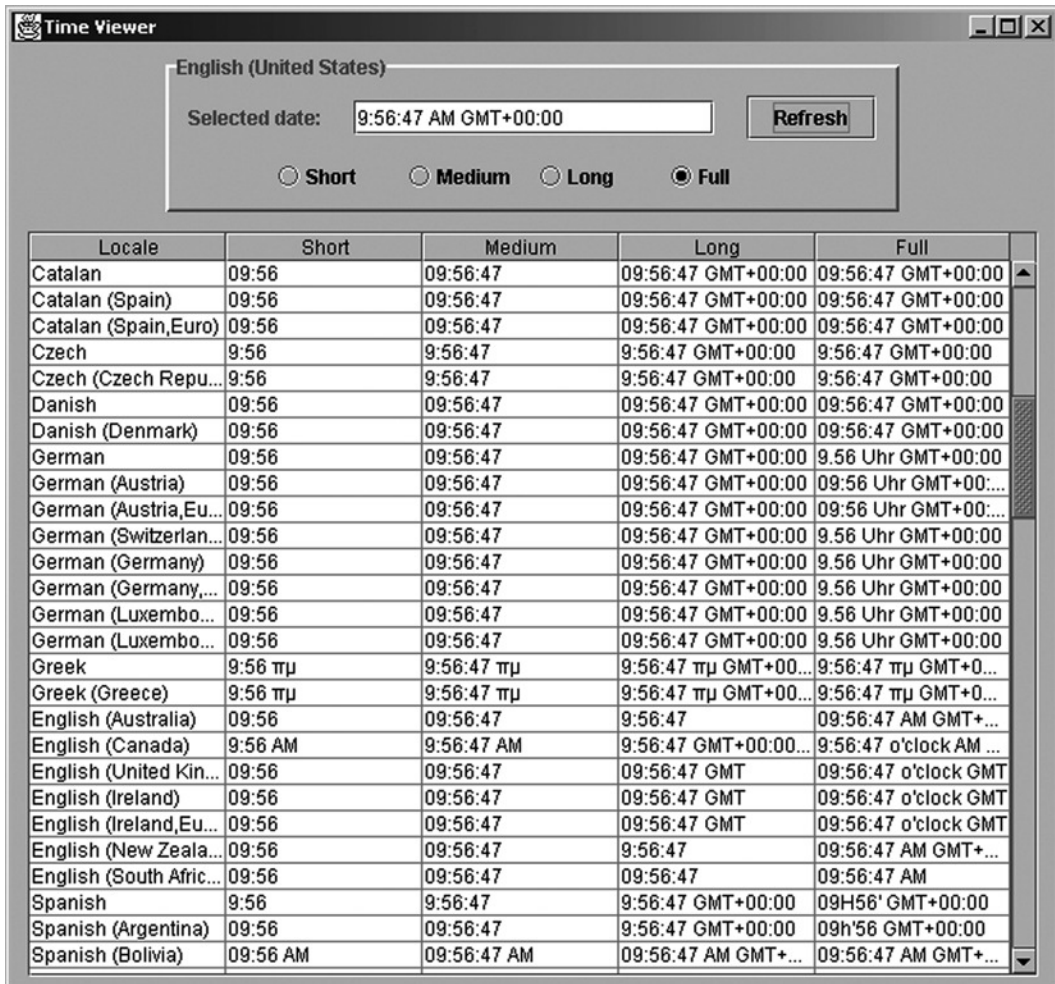 Time Viewer
English (United States)
Selected date: 9:56:47 AM GMT+00:00 Refresh
Short Medium Long Full
Locale Short Medium Long Full
Catalan 09:56 09:56:47 09:56:47 GMT+00:00 09:56:47 GMT+00:00
Catalan (Spain) 09:56 09:56:47 09:56:47 GMT+00:00 09:56:47 GMT+00:00
Catalan (Spain,Euro) 09:56 09:56:47 09:56:47 GMT+00:00 09:56:47 GMT+00:00
Czech 9:56 9:56:47 9:56:47 GMT+00:00 9:56:47 GMT+00:00
Czech (Czech Repu... 9:56 9:56:47 9:56:47 GMT+00:00 9:56:47 GMT+00:00
Danish 09:56 09:56:47 09:56:47 GMT+00:00 09:56:47 GMT+00:00
Danish (Denmark) 09:56 09:56:47 09:56:47 GMT+00:00 09:56:47 GMT+00:00
German 09:56 09:56:47 09:56:47 GMT+00:00 9.56 Uhr GMT+00:00
German (Austria) 09:56 09:56:47 09:56:47 GMT+00:00 09:56 Uhr GMT+00:...
German (Austria,Eu... 09:56 09:56:47 09:56:47 GMT+00:00 09:56 Uhr GMT+00:...
German (Switzerlan... 09:56 09:56:47 09:56:47 GMT+00:00 9.56 Uhr GMT+00:00
German (Germany) 09:56 09:56:47 09:56:47 GMT+00:00 9.56 Uhr GMT+00:00
German (Germany,... 09:56 09:56:47 09:56:47 GMT+00:00 9.56 Uhr GMT+00:00
German (Luxembo... 09:56 09:56:47 09:56:47 GMT+00:00 9.56 Uhr GMT+00:00
German (Luxembo... 09:56 09:56:47 09:56:47 GMT+00:00 9.56 Uhr GMT+00:00
Greek 9:56 πμ 9:56:47 πμ 9:56:47 πμ GMT+00... 9:56:47 πμ GMT+0...
Greek (Greece) 9:56 πμ 9:56:47 πμ 9:56:47 πμ GMT+00... 9:56:47 πμ GMT+0...
English (Australia) 09:56 09:56:47 9:56:47 09:56:47 AM GMT+...
English (Canada) 9:56 AM 9:56:47 AM 9:56:47 GMT+00:00... 9:56:47 o'clock AM ...
English (United Kin... 09:56 09:56:47 09:56:47 GMT 09:56:47 o'clock GMT
English (Ireland) 09:56 09:56:47 09:56:47 GMT 09:56:47 o'clock GMT
English (Ireland,Eu... 09:56 09:56:47 09:56:47 GMT 09:56:47 o'clock GMT
English (New Zeala... 09:56 09:56:47 9:56:47 09:56:47 AM GMT+...
English (South Afric... 09:56 09:56:47 09:56:47 09:56:47 AM
Spanish 9:56 9:56:47 9:56:47 GMT+00:00 09H56' GMT+00:00
Spanish (Argentina) 09:56 09:56:47 9:56:47 GMT+00:00 09h'56 GMT+00:00
Spanish (Bolivia) 09:56 AM 09:56:47 AM 09:56:47 AM GMT+... 09:56:47 AM GMT+...